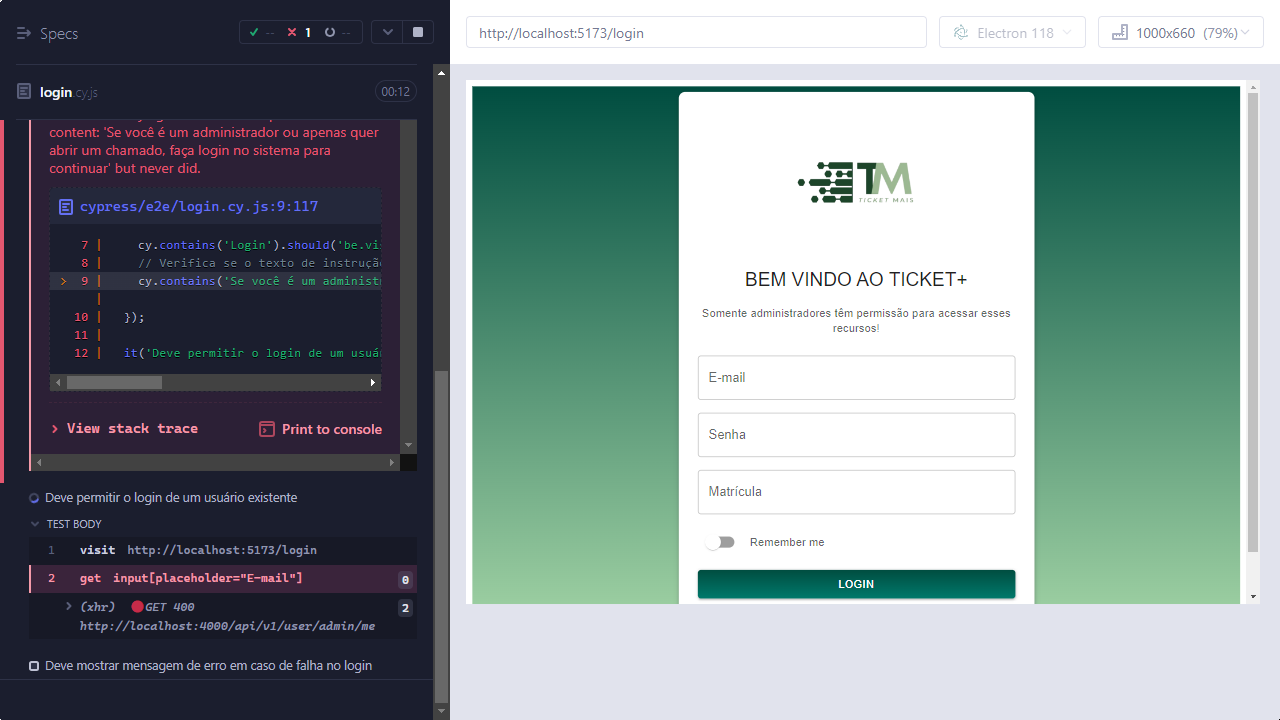 Specs
-- 1 --
login.cy.js
00:12
content: 'Se você é um administrador ou apenas quer
abrir um chamado, faça login no sistema para
continuar' but never did.
cypress/e2e/login.cy.js:9:117
7 | cy.contains('Login').should('be.vis
8 | // Verifica se o texto de instrução
> 9 | cy.contains('Se você é um administ
|
10 | });
11 |
12 | it('Deve permitir o login de um usuá
> View stack trace
Print to console
Deve permitir o login de um usuário existente
TEST BODY
1 visit http://localhost:5173/login
2 get input[placeholder="E-mail"] 0
(xhr) GET 400 2
http://localhost:4000/api/v1/user/admin/me
Deve mostrar mensagem de erro em caso de falha no login
http://localhost:5173/login
Electron 118
1000x660 (79%)
TM
TICKET MAIS
BEM VINDO AO TICKET+
Somente administradores têm permissão para acessar esses
recursos!
E-mail
Senha
Matrícula
Remember me
LOGIN